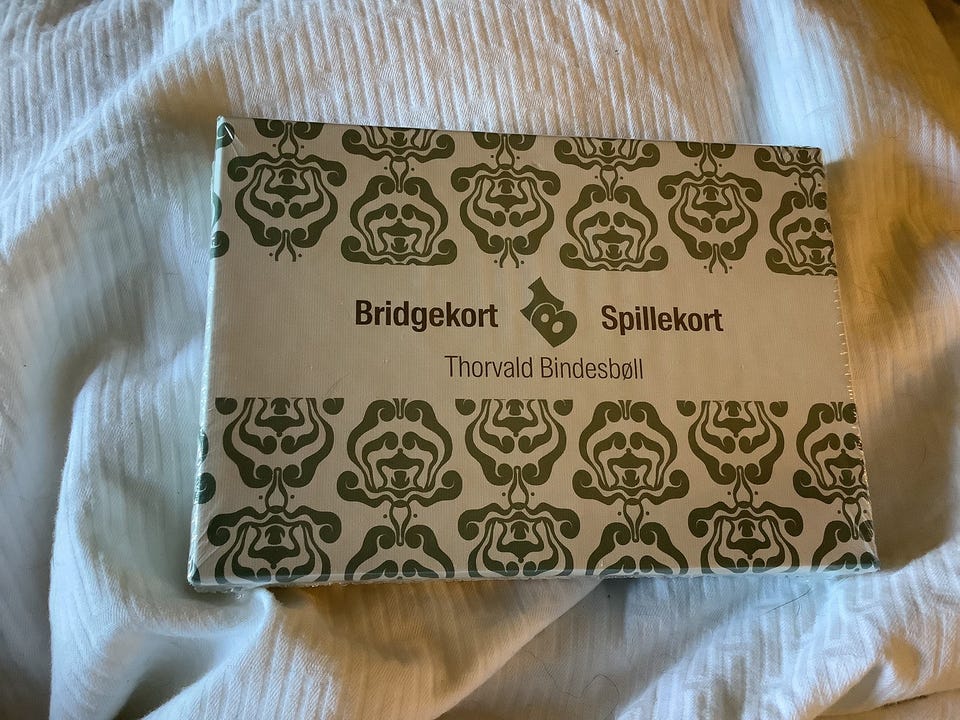 Bridgekort Spillekort
Thorvald Bindesbøll